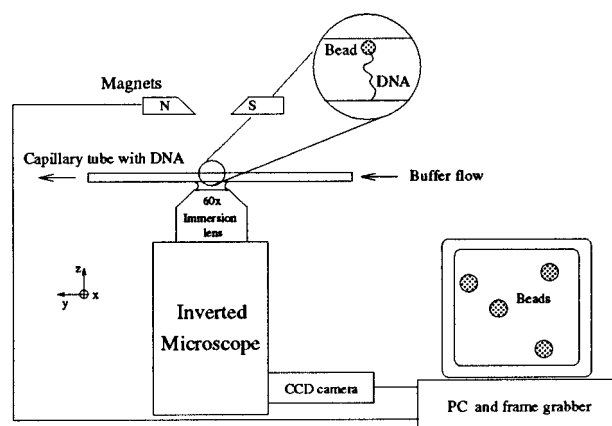 Bead
DNA
Magnets
N
S
Capillary tube with DNA
Buffer flow
60x
Immersion
lens
z
y
x
Inverted
Microscope
Beads
CCD camera
PC and frame grabber